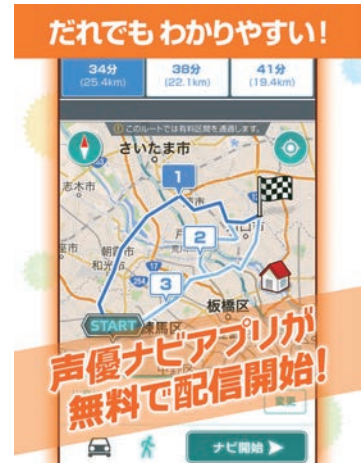 だれでも わかりやすい！
34分 38分 41分
(25.4km) (22.1km) (19.4km)
このルートでは有料区間を通過します。
さいたま市
志木市
1
2
和光
3
板橋区
START 練馬区
声優ナビアプリが
無料で配信開始！
変更
ナビ開始